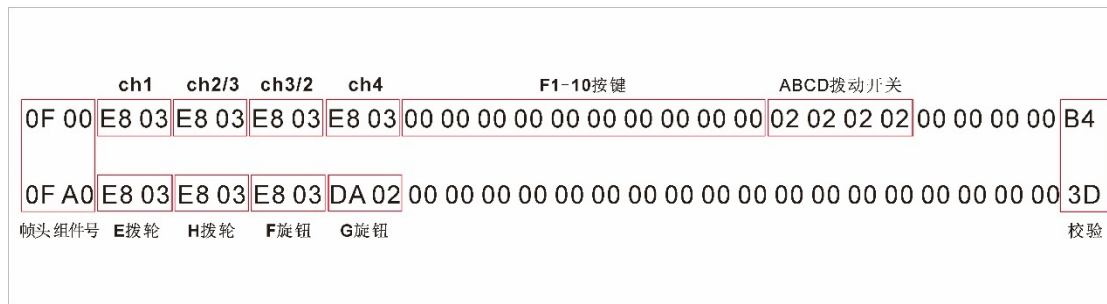 ch1 ch2/3 ch3/2 ch4 F1-10按键 ABCD拨动开关
0F 00 E8 03 E8 03 E8 03 E8 03 00 00 00 00 00 00 00 00 00 00 02 02 02 02 00 00 00 00 B4
0F A0 E8 03 E8 03 E8 03 DA 02 00 00 00 00 00 00 00 00 00 00 00 00 00 00 00 00 00 00 3D
帧头 组件号 E拨轮 H拨轮 F旋钮 G旋钮 校验